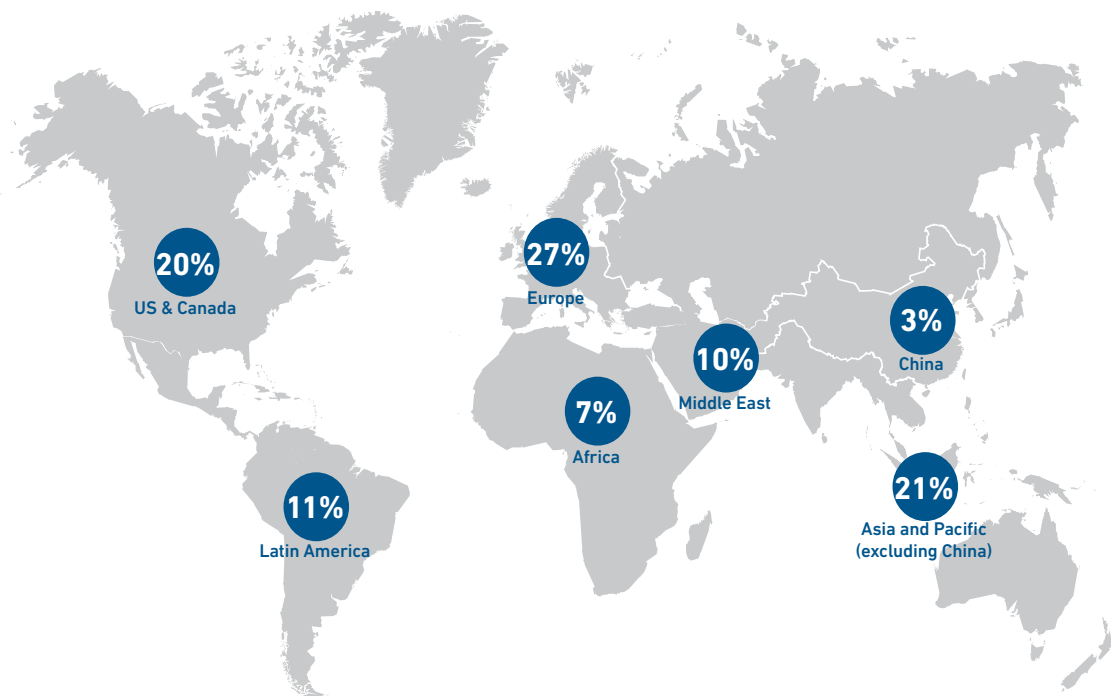 20%
US & Canada
27%
Europe
3%
China
10%
Middle East
7%
Africa
11%
Latin America
21%
Asia and Pacific
(excluding China)